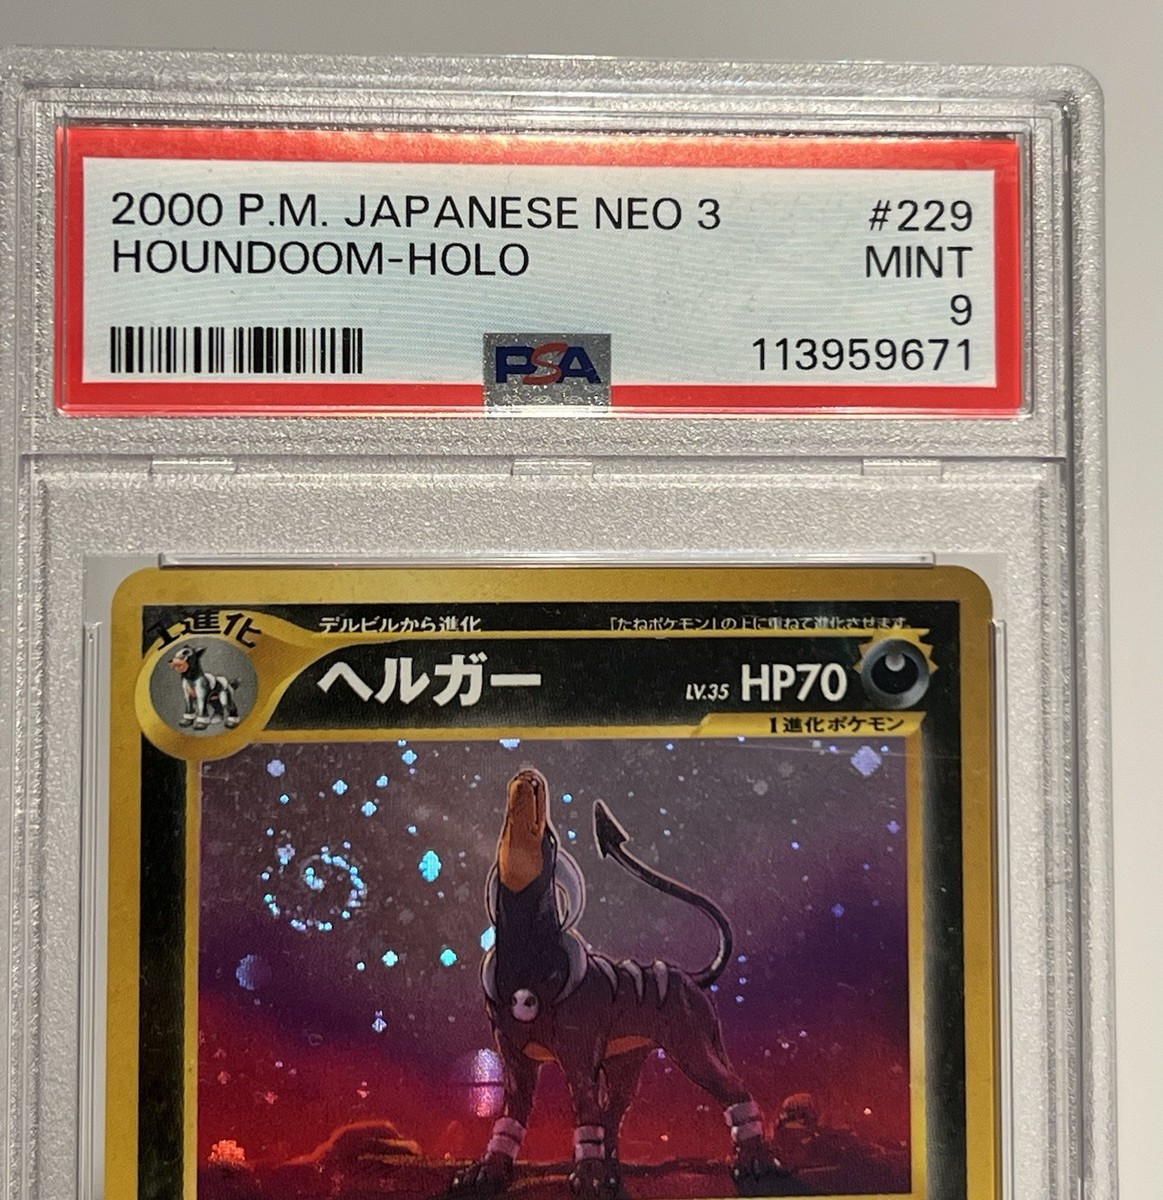 2000 P.M. JAPANESE NEO 3 #229
HOUNDOOM-HOLO MINT
9
PSA 113959671
1進化 デルビルから進化 「たねポケモン」の上に重ねて進化させます。
ヘルガー LV.35 HP70
1進化ポケモン